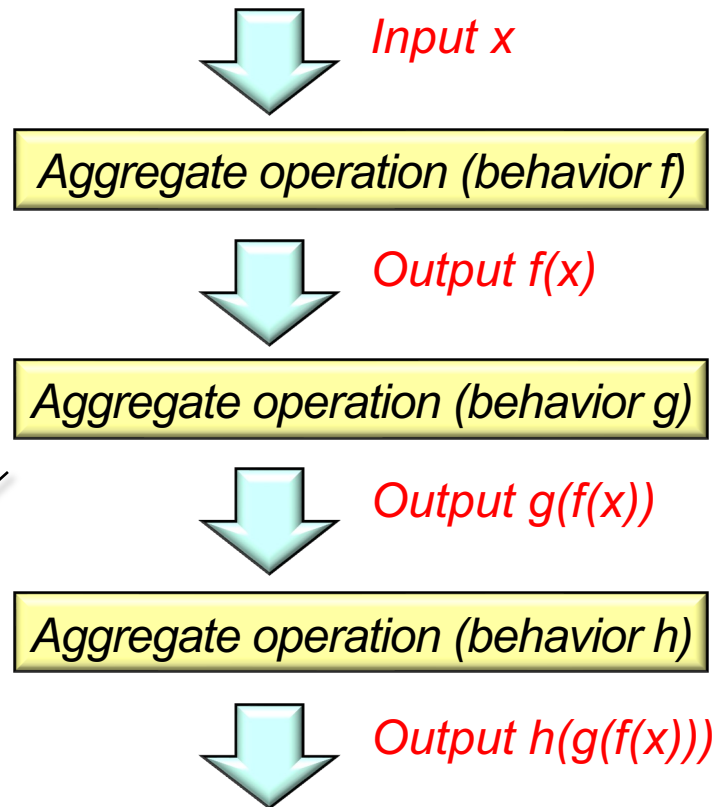 Input x
Aggregate operation (behavior f)
Output f(x)
Aggregate operation (behavior g)
Output g(f(x))
Aggregate operation (behavior h)
Output h(g(f(x)))